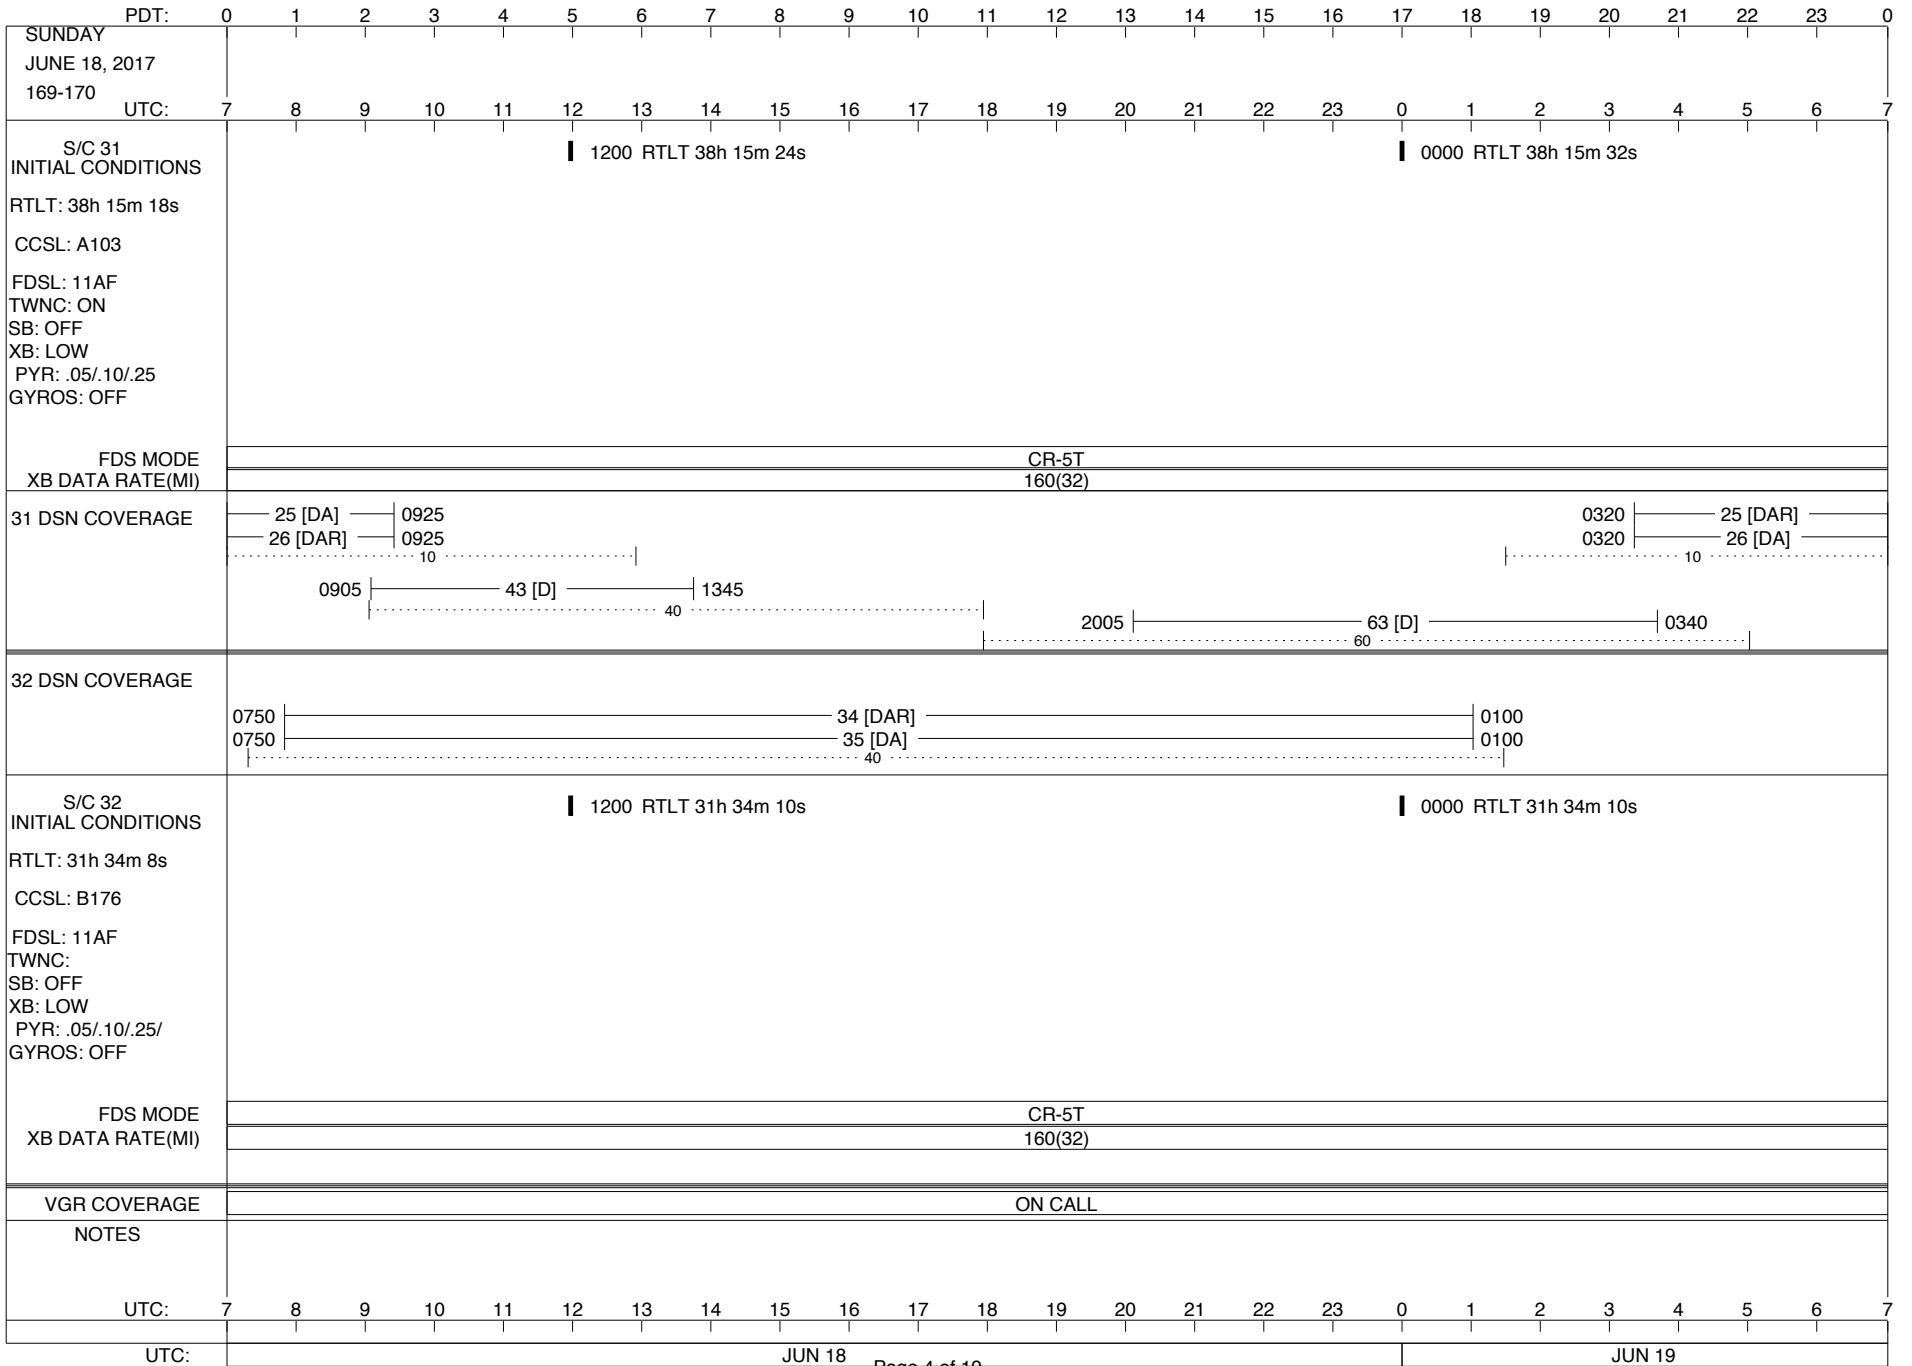 PDT: 0 1 2 3 4 5 6 7 8 9 10 11 12 13 14 15 16 17 18 19 20 21 22 23 0
SUNDAY
JUNE 18, 2017
169-170
UTC: 7 8 9 10 11 12 13 14 15 16 17 18 19 20 21 22 23 0 1 2 3 4 5 6 7
S/C 31
INITIAL CONDITIONS
1200 RTLT 38h 15m 24s
0000 RTLT 38h 15m 32s
RTLT: 38h 15m 18s
CCSL: A103
FDSL: 11AF
TWNC: ON
SB: OFF
XB: LOW
PYR: .05/.10/.25
GYROS: OFF
FDS MODE CR-5T
XB DATA RATE(MI) 160(32)
31 DSN COVERAGE
25 [DA] 0925 0320 25 [DAR]
26 [DAR] 0925 0320 26 [DA]
10 10
0905 43 [D] 1345
40
2005 63 [D] 0340
60
32 DSN COVERAGE
0750 34 [DAR] 0100
0750 35 [DA] 0100
40
S/C 32
INITIAL CONDITIONS
1200 RTLT 31h 34m 10s
0000 RTLT 31h 34m 10s
RTLT: 31h 34m 8s
CCSL: B176
FDSL: 11AF
TWNC:
SB: OFF
XB: LOW
PYR: .05/.10/.25/
GYROS: OFF
FDS MODE CR-5T
XB DATA RATE(MI) 160(32)
VGR COVERAGE ON CALL
NOTES
UTC: 7 8 9 10 11 12 13 14 15 16 17 18 19 20 21 22 23 0 1 2 3 4 5 6 7
UTC: JUN 18 JUN 19
Page 4 of 19